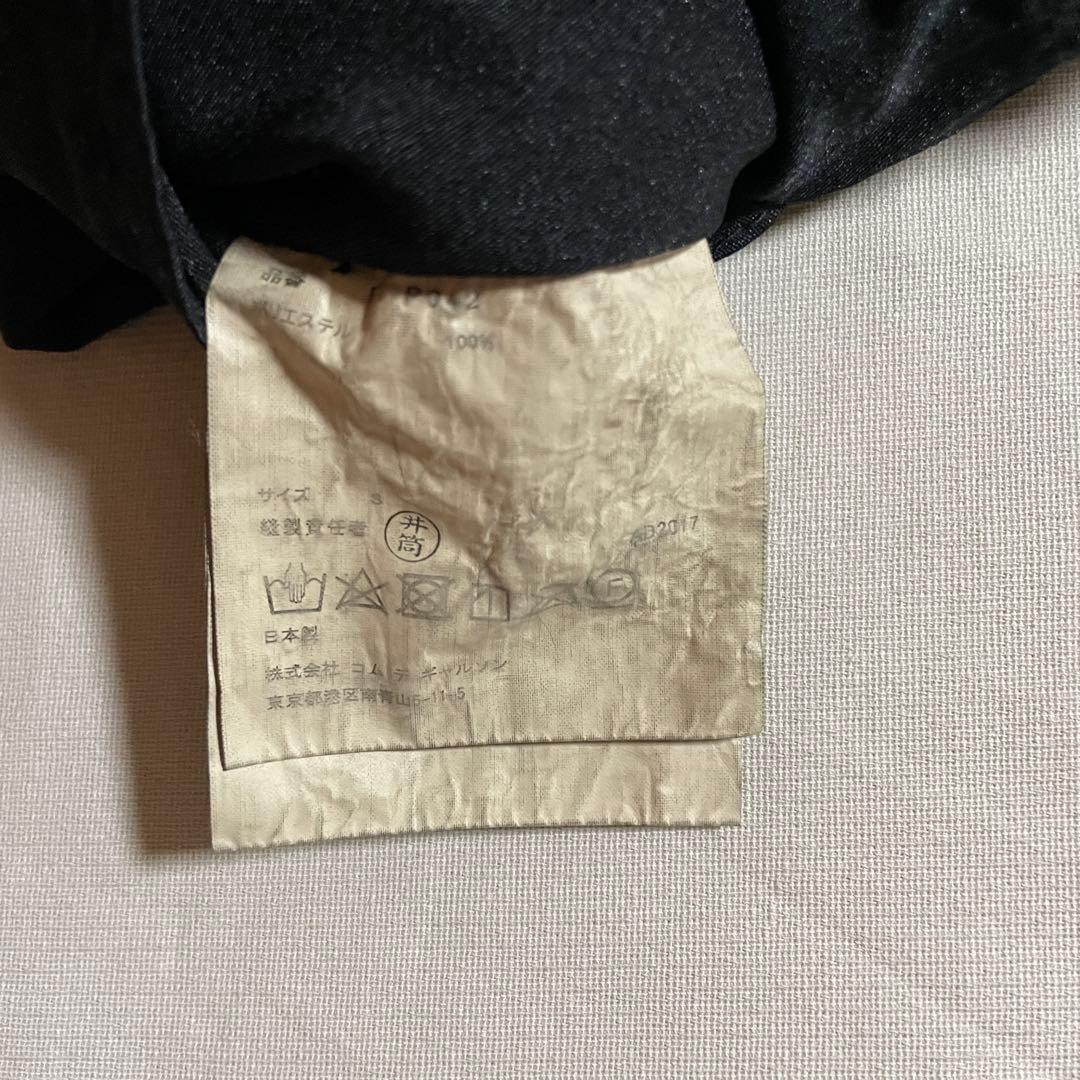 品番
ポリエステル 100%
サイズ S
縫製責任者 井筒
AD2017
日本製
株式会社 コム デ ギャルソン
東京都港区南青山5-11-5